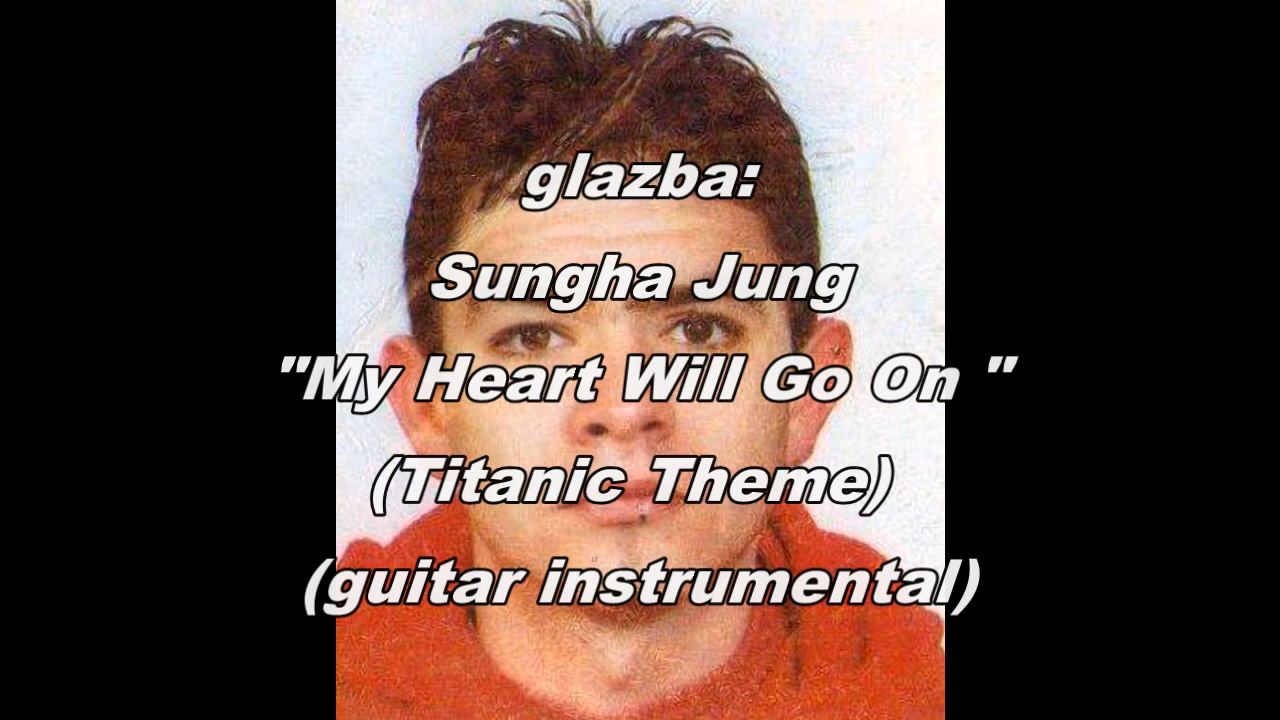 glazba:
Sungha Jung
"My Heart Will Go On "
(Titanic Theme)
(guitar instrumental)